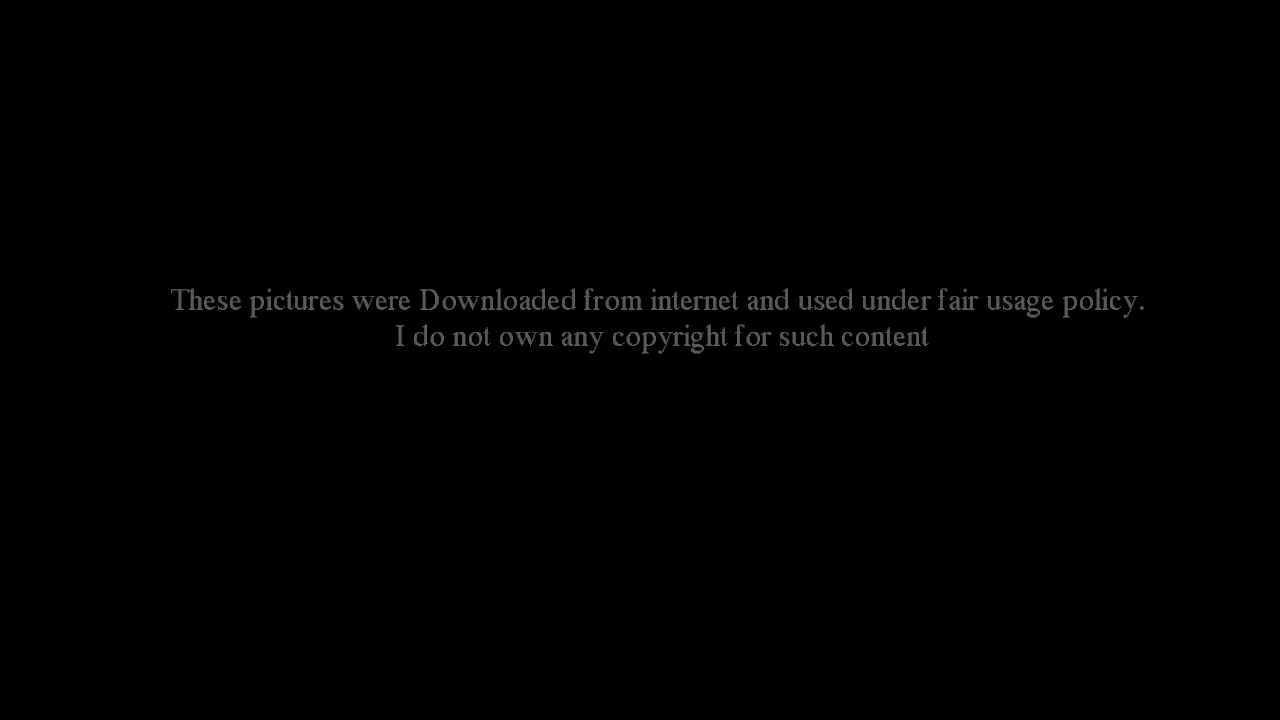 These pictures were Downloaded from internet and used under fair usage policy.
I do not own any copyright for such content